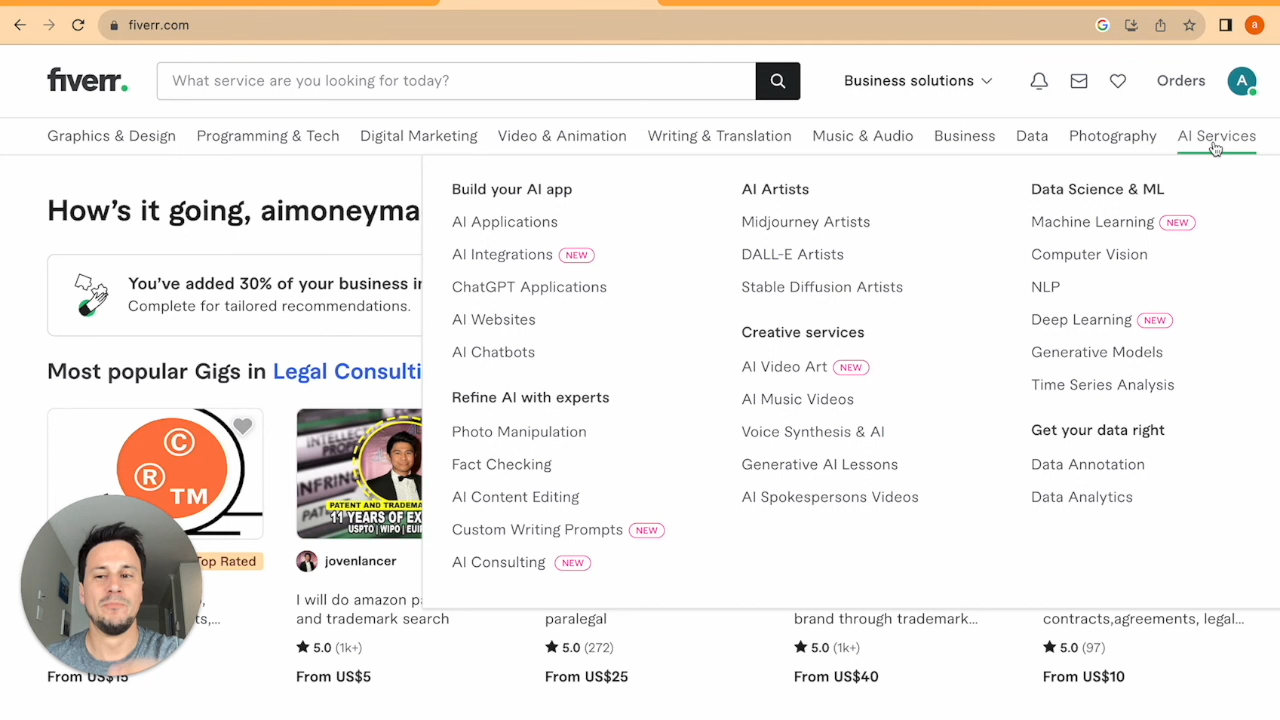 fiverr.com
a
fiverr.
What service are you looking for today?
Business solutions
Orders
A
Graphics & Design
Programming & Tech
Digital Marketing
Video & Animation
Writing & Translation
Music & Audio
Business
Data
Photography
AI Services
How's it going, aimoneyma
You've added 30% of your business in
Complete for tailored recommendations.
Most popular Gigs in Legal Consulti
Build your AI app
AI Applications
AI Integrations NEW
ChatGPT Applications
AI Websites
AI Chatbots
Refine AI with experts
Photo Manipulation
Fact Checking
AI Content Editing
Custom Writing Prompts NEW
AI Consulting NEW
AI Artists
Midjourney Artists
DALL-E Artists
Stable Diffusion Artists
Creative services
AI Video Art NEW
AI Music Videos
Voice Synthesis & AI
Generative AI Lessons
AI Spokespersons Videos
Data Science & ML
Machine Learning NEW
Computer Vision
NLP
Deep Learning NEW
Generative Models
Time Series Analysis
Get your data right
Data Annotation
Data Analytics
©
®
TM
Top Rated
From US$15
PATENT AND TRADEMA
11 YEARS OF EX
USPTO | WIPO | EUI
jovenlancer
I will do amazon pa
and trademark search
5.0 (1k+)
From US$5
paralegal
5.0 (272)
From US$25
brand through trademark...
5.0 (1k+)
From US$40
contracts,agreements, legal...
5.0 (97)
From US$10